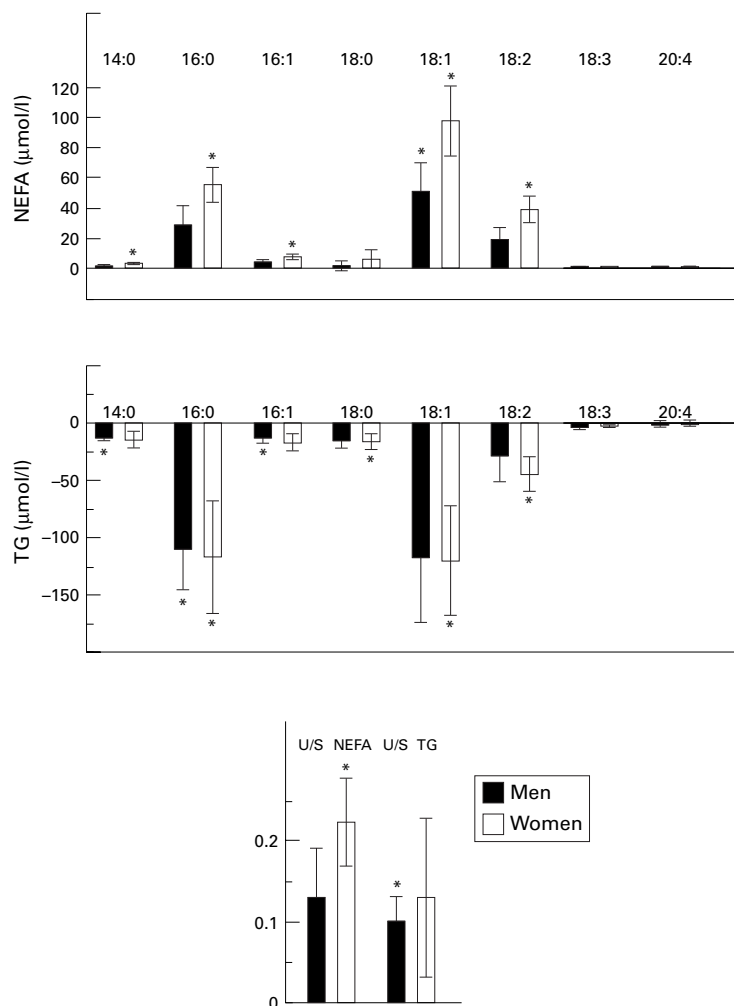 14:0 16:0 16:1 18:0 18:1 18:2 18:3 20:4
120
100
80
60
40
20
0
NEFA (μmol/l)
* * * * * *
0
−50
−100
−150
TG (μmol/l)
14:0 16:0 16:1 18:0 18:1 18:2 18:3 20:4
* * * * * * *
U/S NEFA U/S TG
* *
0.2
0.1
0
Men
Women